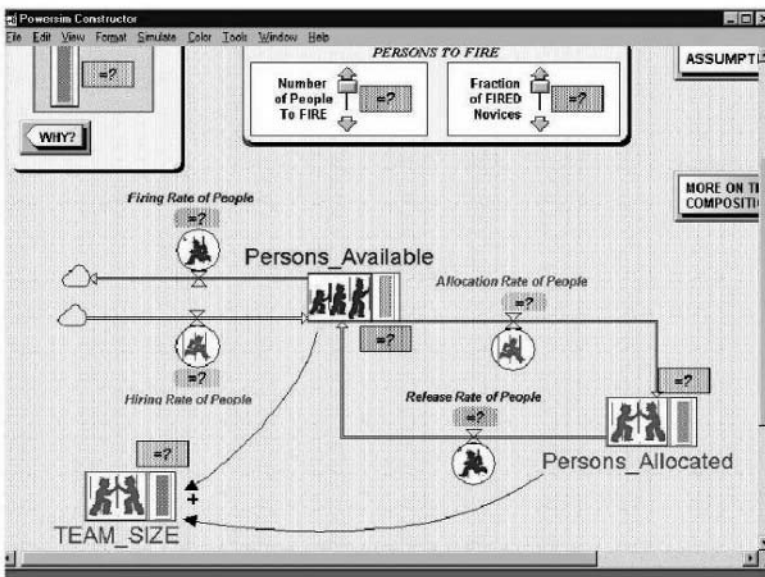 Powersim Constructor
File Edit View Format Simulate Color Tools Window Help
PERSONS TO FIRE
=?
Number
of People
To FIRE
=?
Fraction
of FIRED
Novices
=?
WHY?
ASSUMPTI
MORE ON TH
COMPOSITIO
Firing Rate of People
=?
Persons_Available
Allocation Rate of People
=?
=?
=?
Hiring Rate of People
Release Rate of People
=?
=?
Persons_Allocated
=?
+
TEAM_SIZE